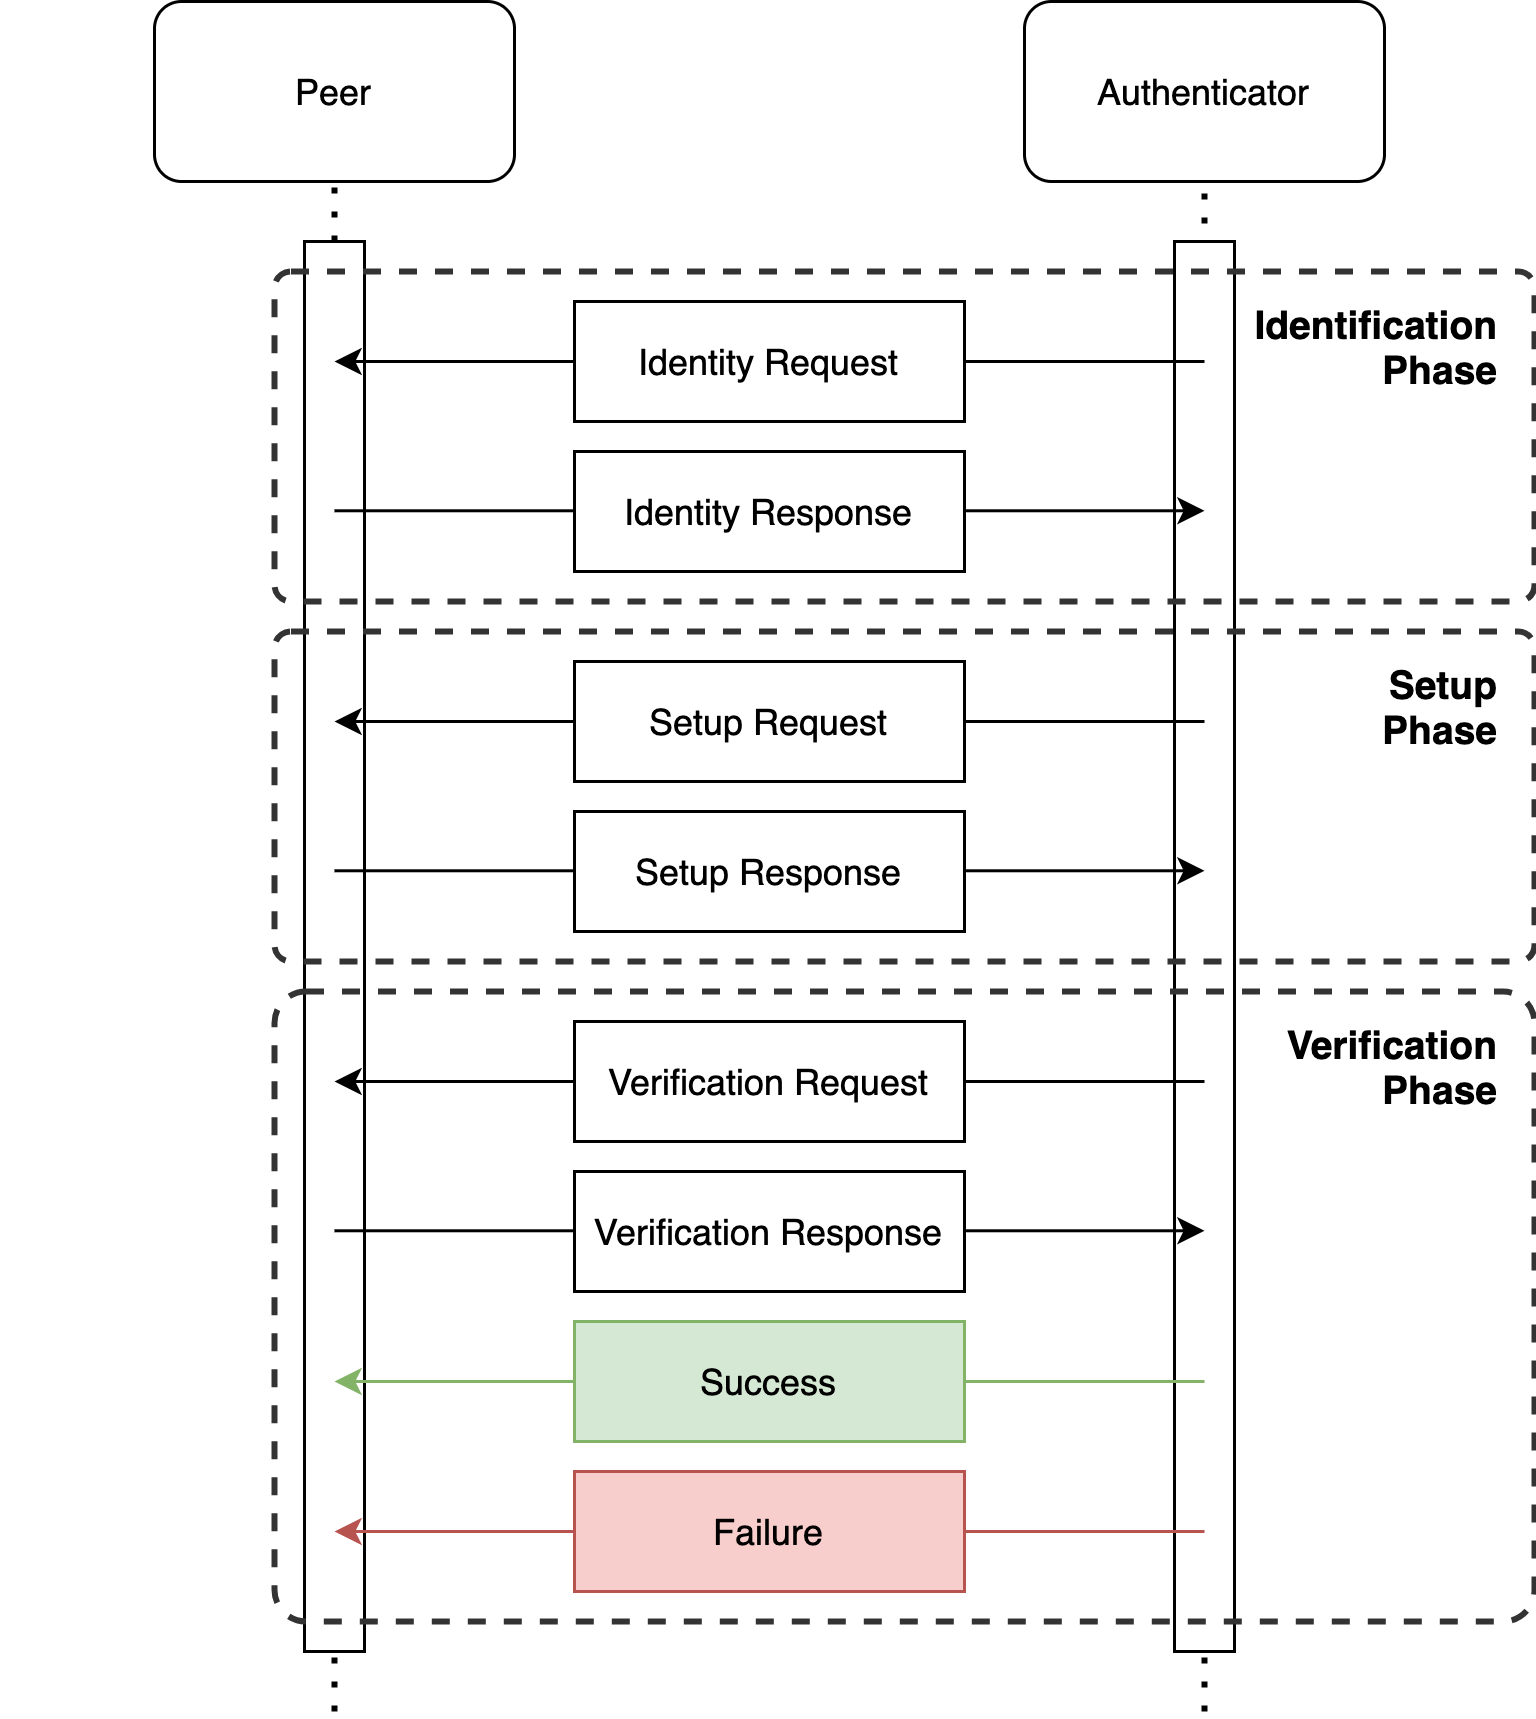 Peer
Authenticator
Identification
Phase
Identity Request
Identity Response
Setup
Phase
Setup Request
Setup Response
Verification
Phase
Verification Request
Verification Response
Success
Failure